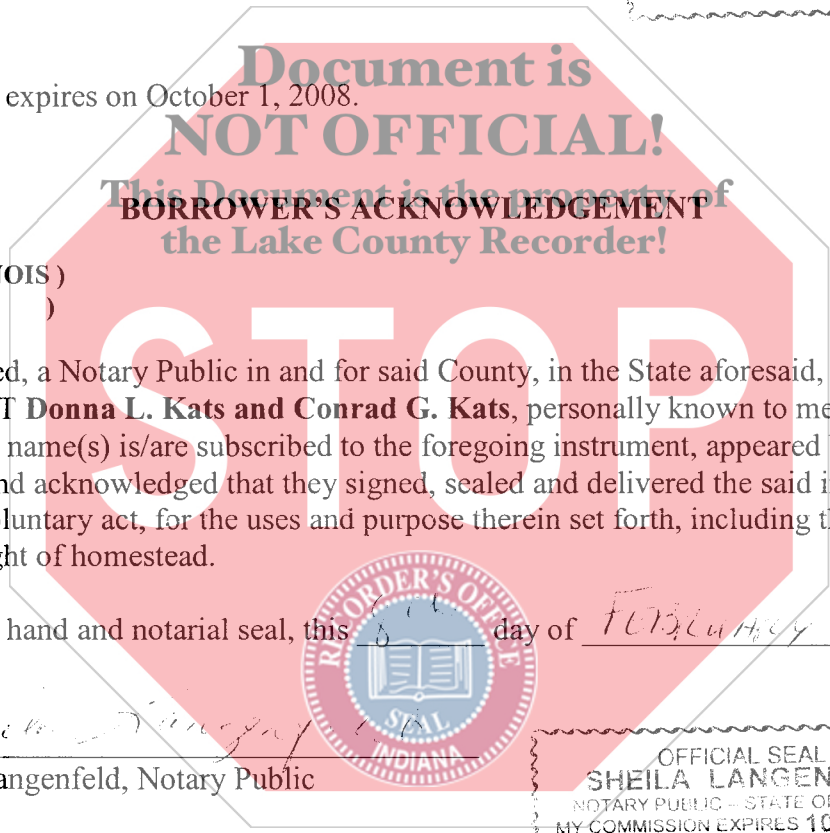 Document is
expires on October 1, 2008.
NOT OFFICIAL!
This Document is the property of
BORROWER'S ACKNOWLEDGEMENT
the Lake County Recorder!
NOIS )
)
STOP
ed, a Notary Public in and for said County, in the State aforesaid,
T Donna L. Kats and Conrad G. Kats, personally known to me
name(s) is/are subscribed to the foregoing instrument, appeared
nd acknowledged that they signed, sealed and delivered the said i
luntary act, for the uses and purpose therein set forth, including th
ght of homestead.
RECORDER'S OFFICE
hand and notarial seal, this 8th day of February
SEAL
INDIANA
angenfeld, Notary Public
OFFICIAL SEAL
SHEILA LANGEN
NOTARY PUBLIC - STATE OF
MY COMMISSION EXPIRES 10